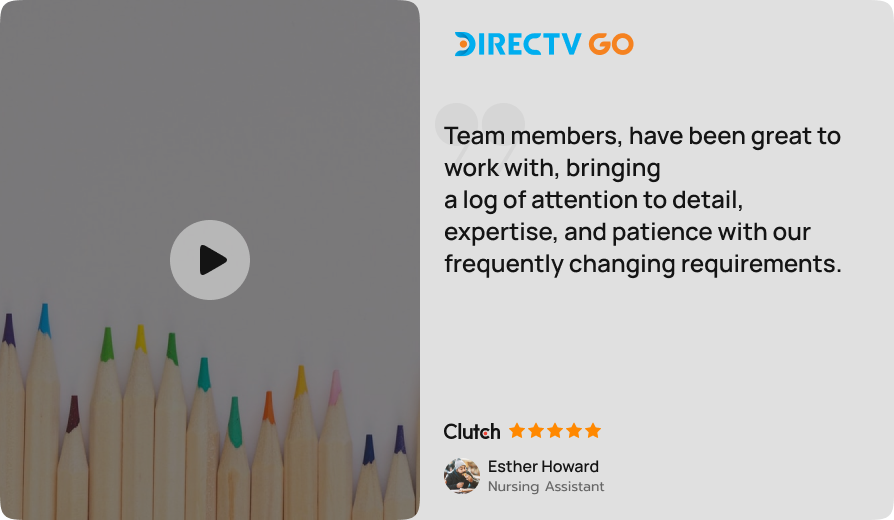 DIRECTV GO
Team members, have been great to
work with, bringing
a log of attention to detail,
expertise, and patience with our
frequently changing requirements.
Clutch
Esther Howard
Nursing Assistant